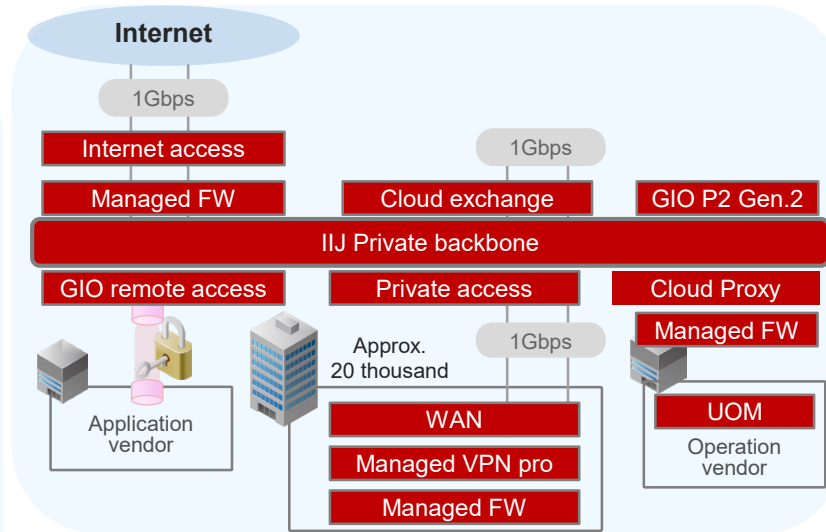 Internet
1Gbps
Internet access
1Gbps
Managed FW
Cloud exchange
GIO P2 Gen.2
IIJ Private backbone
GIO remote access
Private access
Cloud Proxy
Managed FW
Approx.
20 thousand
1Gbps
Application
vendor
WAN
UOM
Operation
vendor
Managed VPN pro
Managed FW